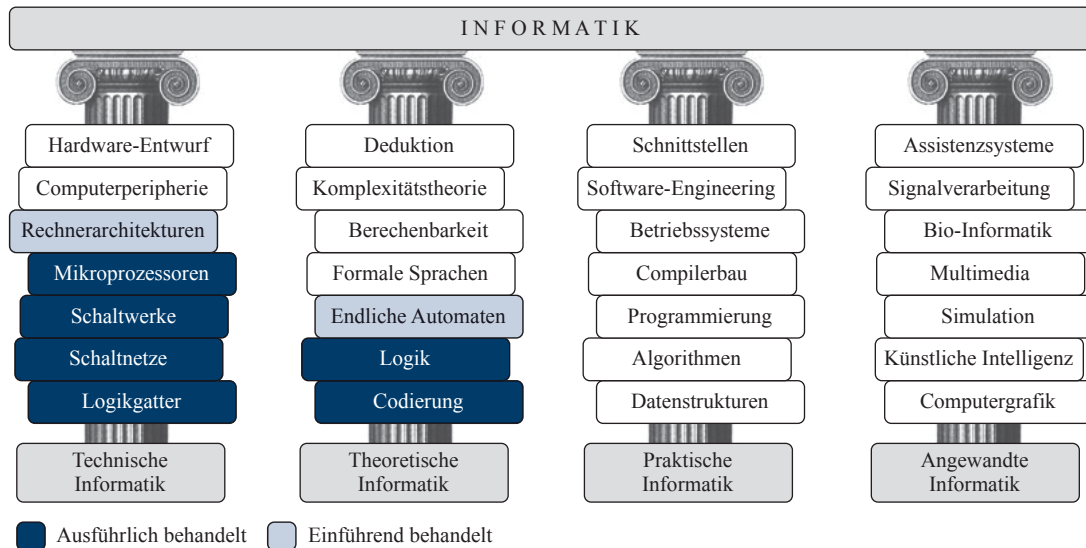 INFORMATIK
Hardware-Entwurf
Computerperipherie
Rechnerarchitekturen
Mikroprozessoren
Schaltwerke
Schaltnetze
Logikgatter
Technische
Informatik
Deduktion
Komplexitätstheorie
Berechenbarkeit
Formale Sprachen
Endliche Automaten
Logik
Codierung
Theoretische
Informatik
Schnittstellen
Software-Engineering
Betriebssysteme
Compilerbau
Programmierung
Algorithmen
Datenstrukturen
Praktische
Informatik
Assistenzsysteme
Signalverarbeitung
Bio-Informatik
Multimedia
Simulation
Künstliche Intelligenz
Computergrafik
Angewandte
Informatik
Ausführlich behandelt
Einführend behandelt